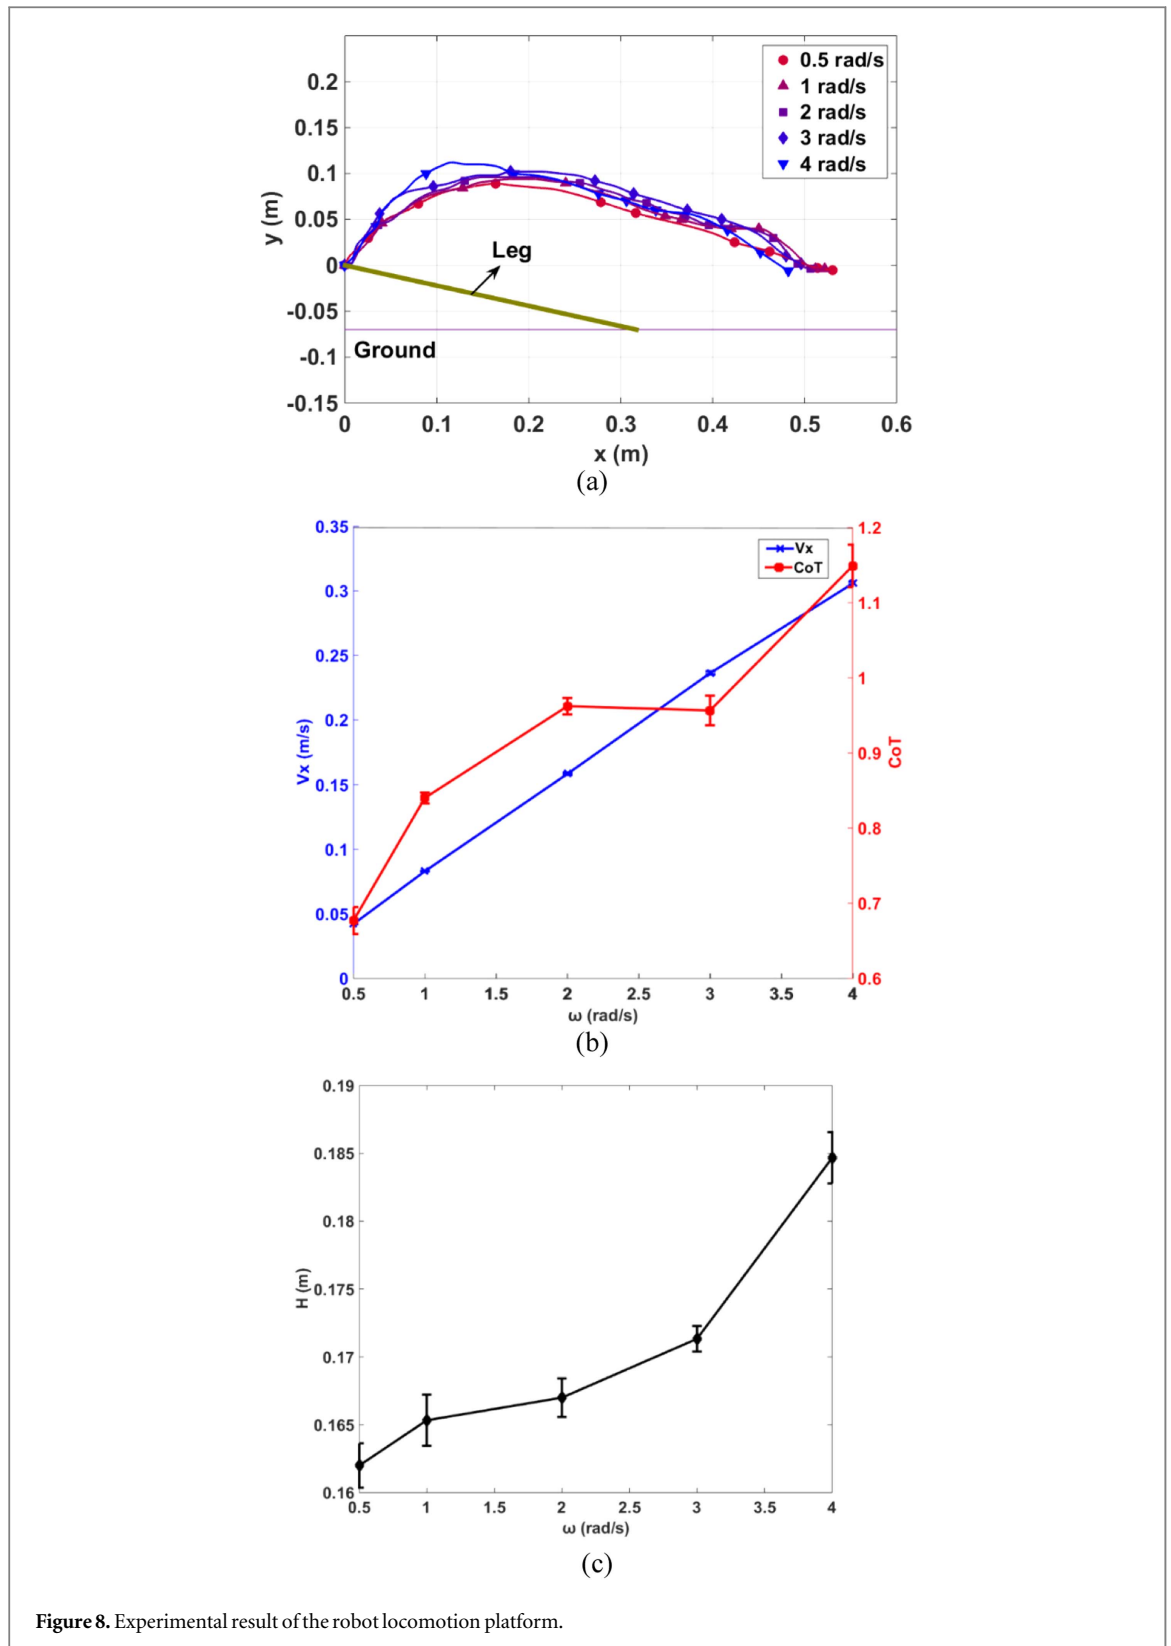 0.5 rad/s
1 rad/s
2 rad/s
3 rad/s
4 rad/s
0.2
0.15
0.1
0.05
0
-0.05
-0.1
-0.15
y (m)
Leg
Ground
0 0.1 0.2 0.3 0.4 0.5 0.6
x (m)
(a)
0.35
0.3
0.25
0.2
0.15
0.1
0.05
0
Vx (m/s)
Vx
CoT
1.2
1.1
1
0.9
0.8
0.7
0.6
CoT
0.5 1 1.5 2 2.5 3 3.5 4
ω (rad/s)
(b)
0.19
0.185
0.18
0.175
0.17
0.165
0.16
H (m)
0.5 1 1.5 2 2.5 3 3.5 4
ω (rad/s)
(c)
Figure 8. Experimental result of the robot locomotion platform.